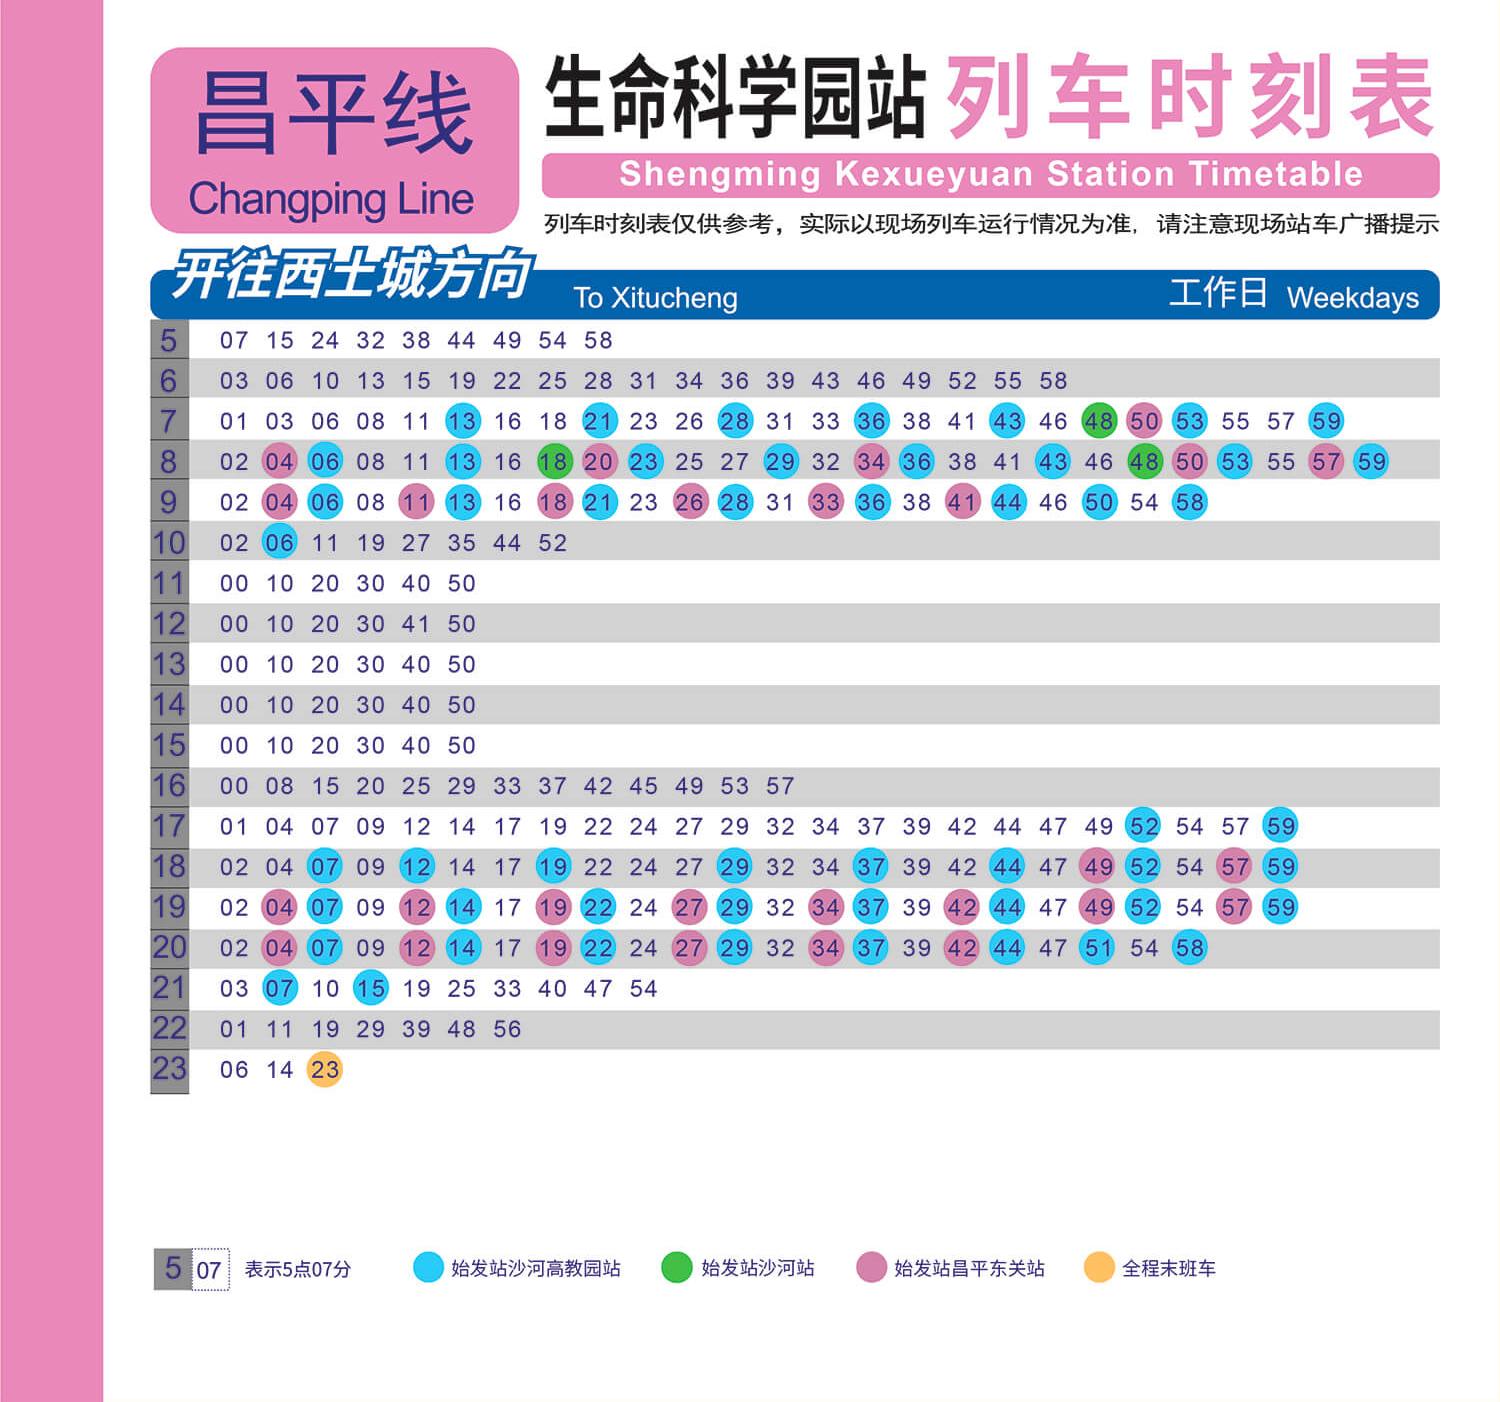 昌平线
Changping Line
生命科学园站 列车时刻表
Shengming Kexueyuan Station Timetable
列车时刻表仅供参考，实际以现场列车运行情况为准，请注意现场站车广播提示
开往西土城方向 To Xitucheng 工作日 Weekdays
5 07 15 24 32 38 44 49 54 58
6 03 06 10 13 15 19 22 25 28 31 34 36 39 43 46 49 52 55 58
7 01 03 06 08 11 13 16 18 21 23 26 28 31 33 36 38 41 43 46 48 50 53 55 57 59
8 02 04 06 08 11 13 16 18 20 23 25 27 29 32 34 36 38 41 43 46 48 50 53 55 57 59
9 02 04 06 08 11 13 16 18 21 23 26 28 31 33 36 38 41 44 46 50 54 58
10 02 06 11 19 27 35 44 52
11 00 10 20 30 40 50
12 00 10 20 30 41 50
13 00 10 20 30 40 50
14 00 10 20 30 40 50
15 00 10 20 30 40 50
16 00 08 15 20 25 29 33 37 42 45 49 53 57
17 01 04 07 09 12 14 17 19 22 24 27 29 32 34 37 39 42 44 47 49 52 54 57 59
18 02 04 07 09 12 14 17 19 22 24 27 29 32 34 37 39 42 44 47 49 52 54 57 59
19 02 04 07 09 12 14 17 19 22 24 27 29 32 34 37 39 42 44 47 49 52 54 57 59
20 02 04 07 09 12 14 17 19 22 24 27 29 32 34 37 39 42 44 47 51 54 58
21 03 07 10 15 19 25 33 40 47 54
22 01 11 19 29 39 48 56
23 06 14 23
5 07 表示5点07分 始发站沙河高教园站 始发站沙河站 始发站昌平东关站 全程末班车